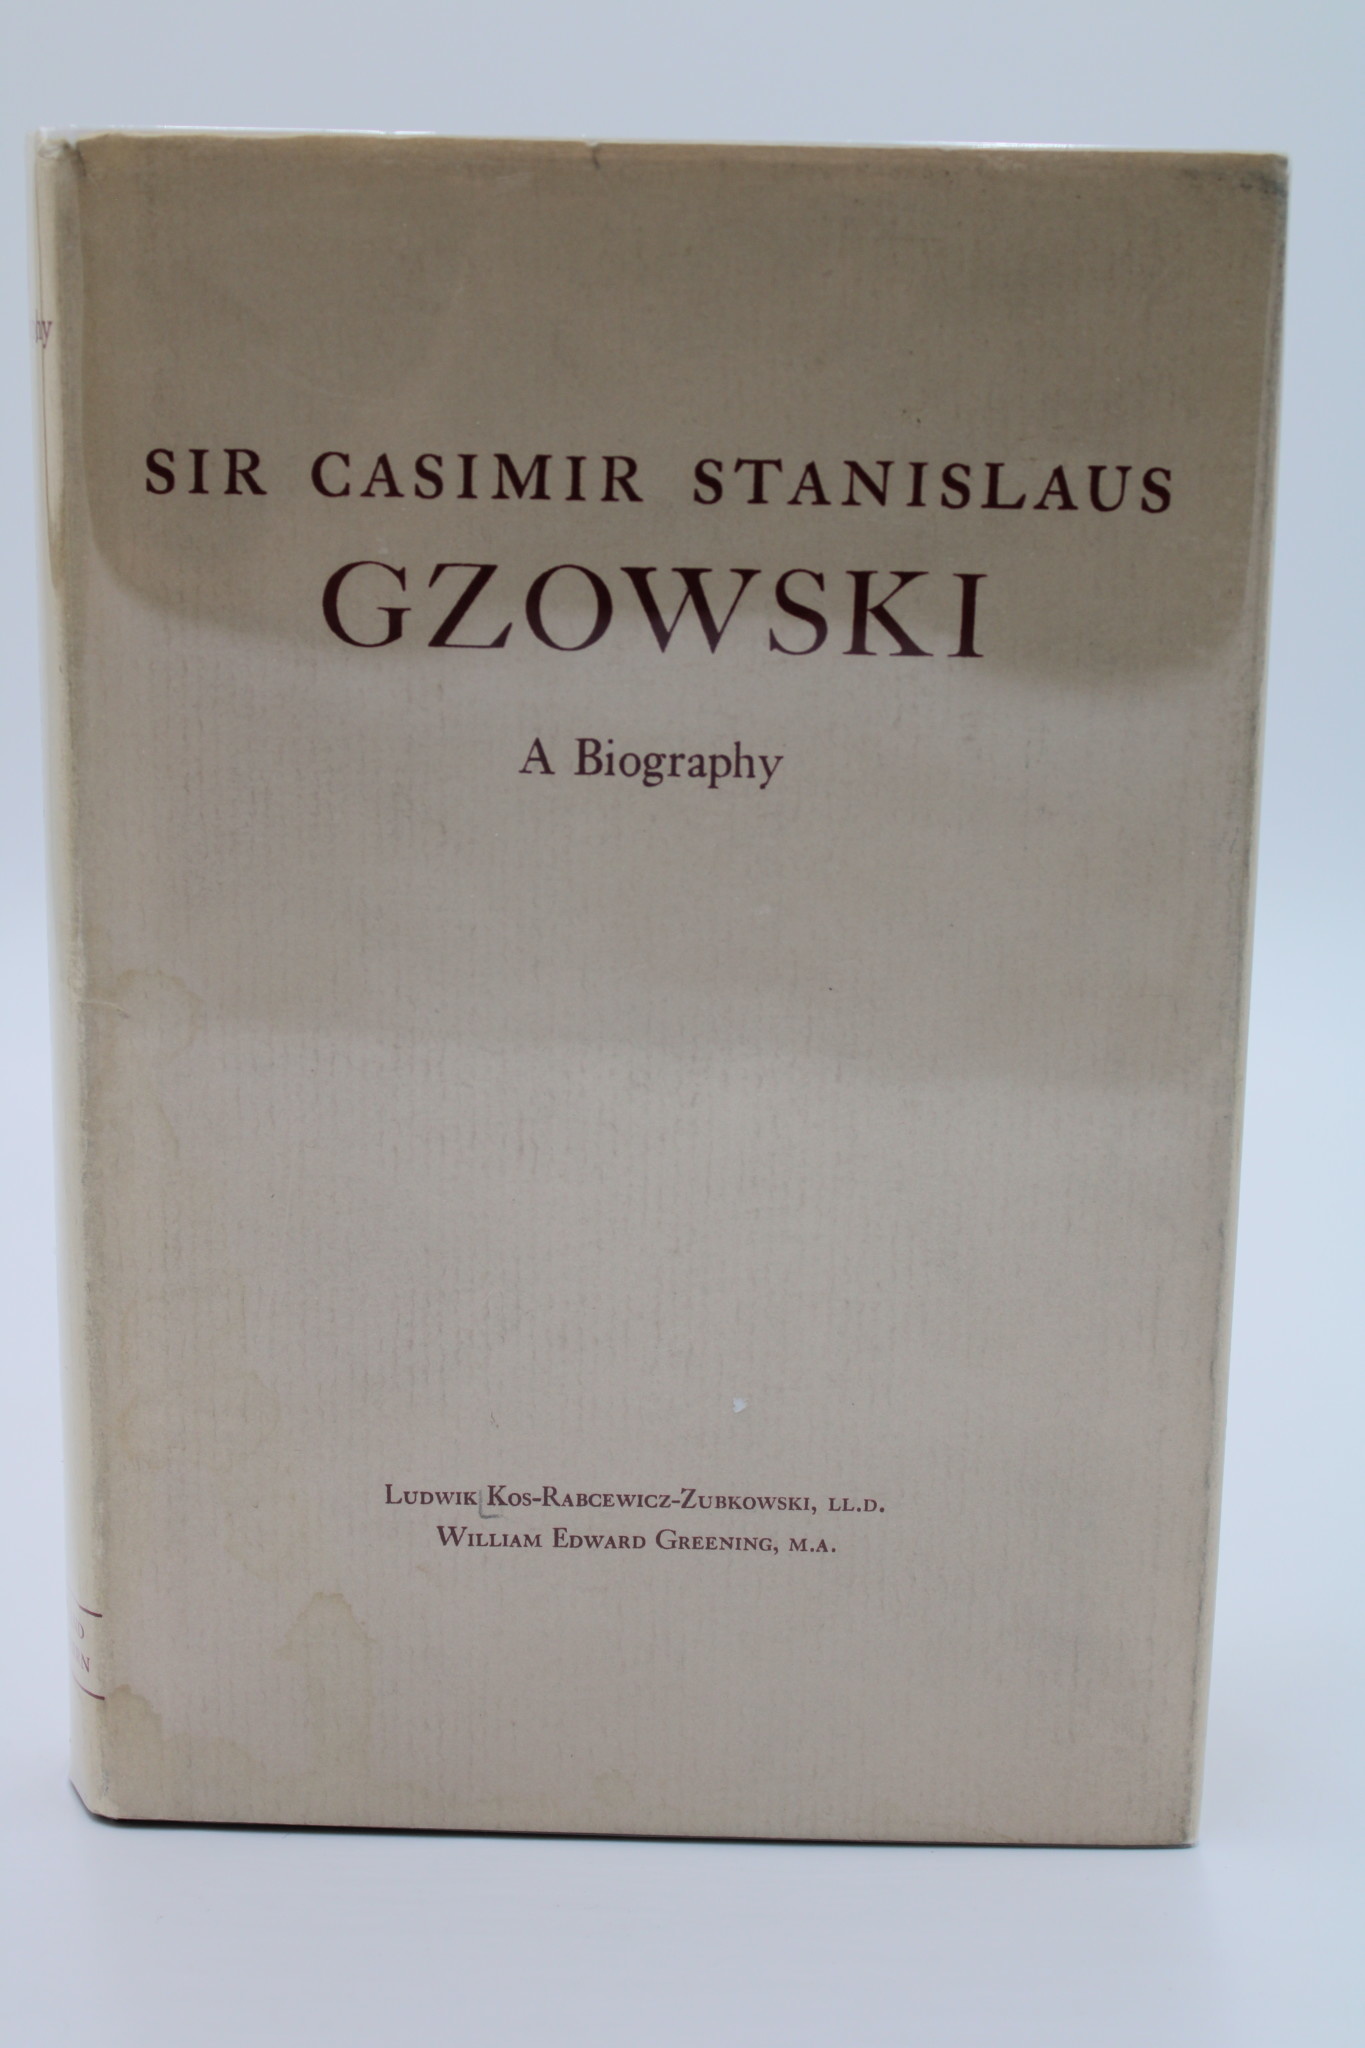 SIR CASIMIR STANISLAUS
GZOWSKI
A Biography
LUDWIK KOS-RABCEWICZ-ZUBKOWSKI, LL.D.
WILLIAM EDWARD GREENING, M.A.